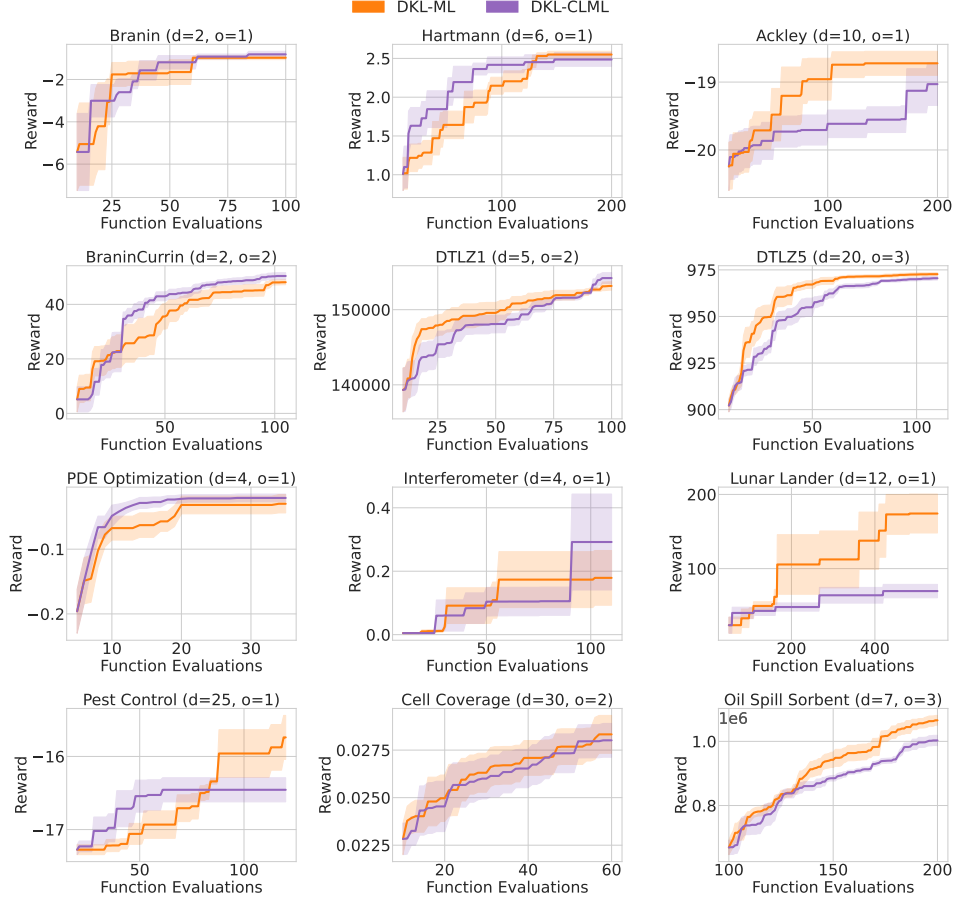 DKL-ML DKL-CLML
Branin (d=2, o=1)
Reward
−2
−4
−6
25 50 75 100
Function Evaluations
Hartmann (d=6, o=1)
Reward
2.5
2.0
1.5
1.0
100 200
Function Evaluations
Ackley (d=10, o=1)
Reward
−19
−20
100 200
Function Evaluations
BraninCurrin (d=2, o=2)
Reward
40
20
0
50 100
Function Evaluations
DTLZ1 (d=5, o=2)
Reward
150000
140000
25 50 75 100
Function Evaluations
DTLZ5 (d=20, o=3)
Reward
975
950
925
900
50 100
Function Evaluations
PDE Optimization (d=4, o=1)
Reward
−0.1
−0.2
10 20 30
Function Evaluations
Interferometer (d=4, o=1)
Reward
0.4
0.2
0.0
50 100
Function Evaluations
Lunar Lander (d=12, o=1)
Reward
200
100
200 400
Function Evaluations
Pest Control (d=25, o=1)
Reward
−16
−17
50 100
Function Evaluations
Cell Coverage (d=30, o=2)
Reward
0.0275
0.0250
0.0225
20 40 60
Function Evaluations
Oil Spill Sorbent (d=7, o=3)
1e6
Reward
1.0
0.8
100 150 200
Function Evaluations